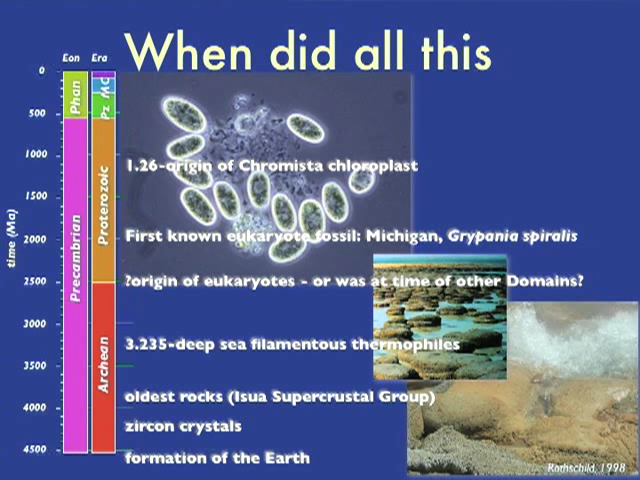 When did all this
Eon Era
0
500
1000
1500
2000
2500
3000
3500
4000
4500
time (Ma)
Phan
Precambrian
MC
Pz
Proterozoic
Archean
1.26-origin of Chromista chloroplast
First known eukaryote fossil: Michigan, Grypania spiralis
?origin of eukaryotes - or was at time of other Domains?
3.235-deep sea filamentous thermophiles
oldest rocks (Isua Supercrustal Group)
zircon crystals
formation of the Earth
Rothschild, 1998